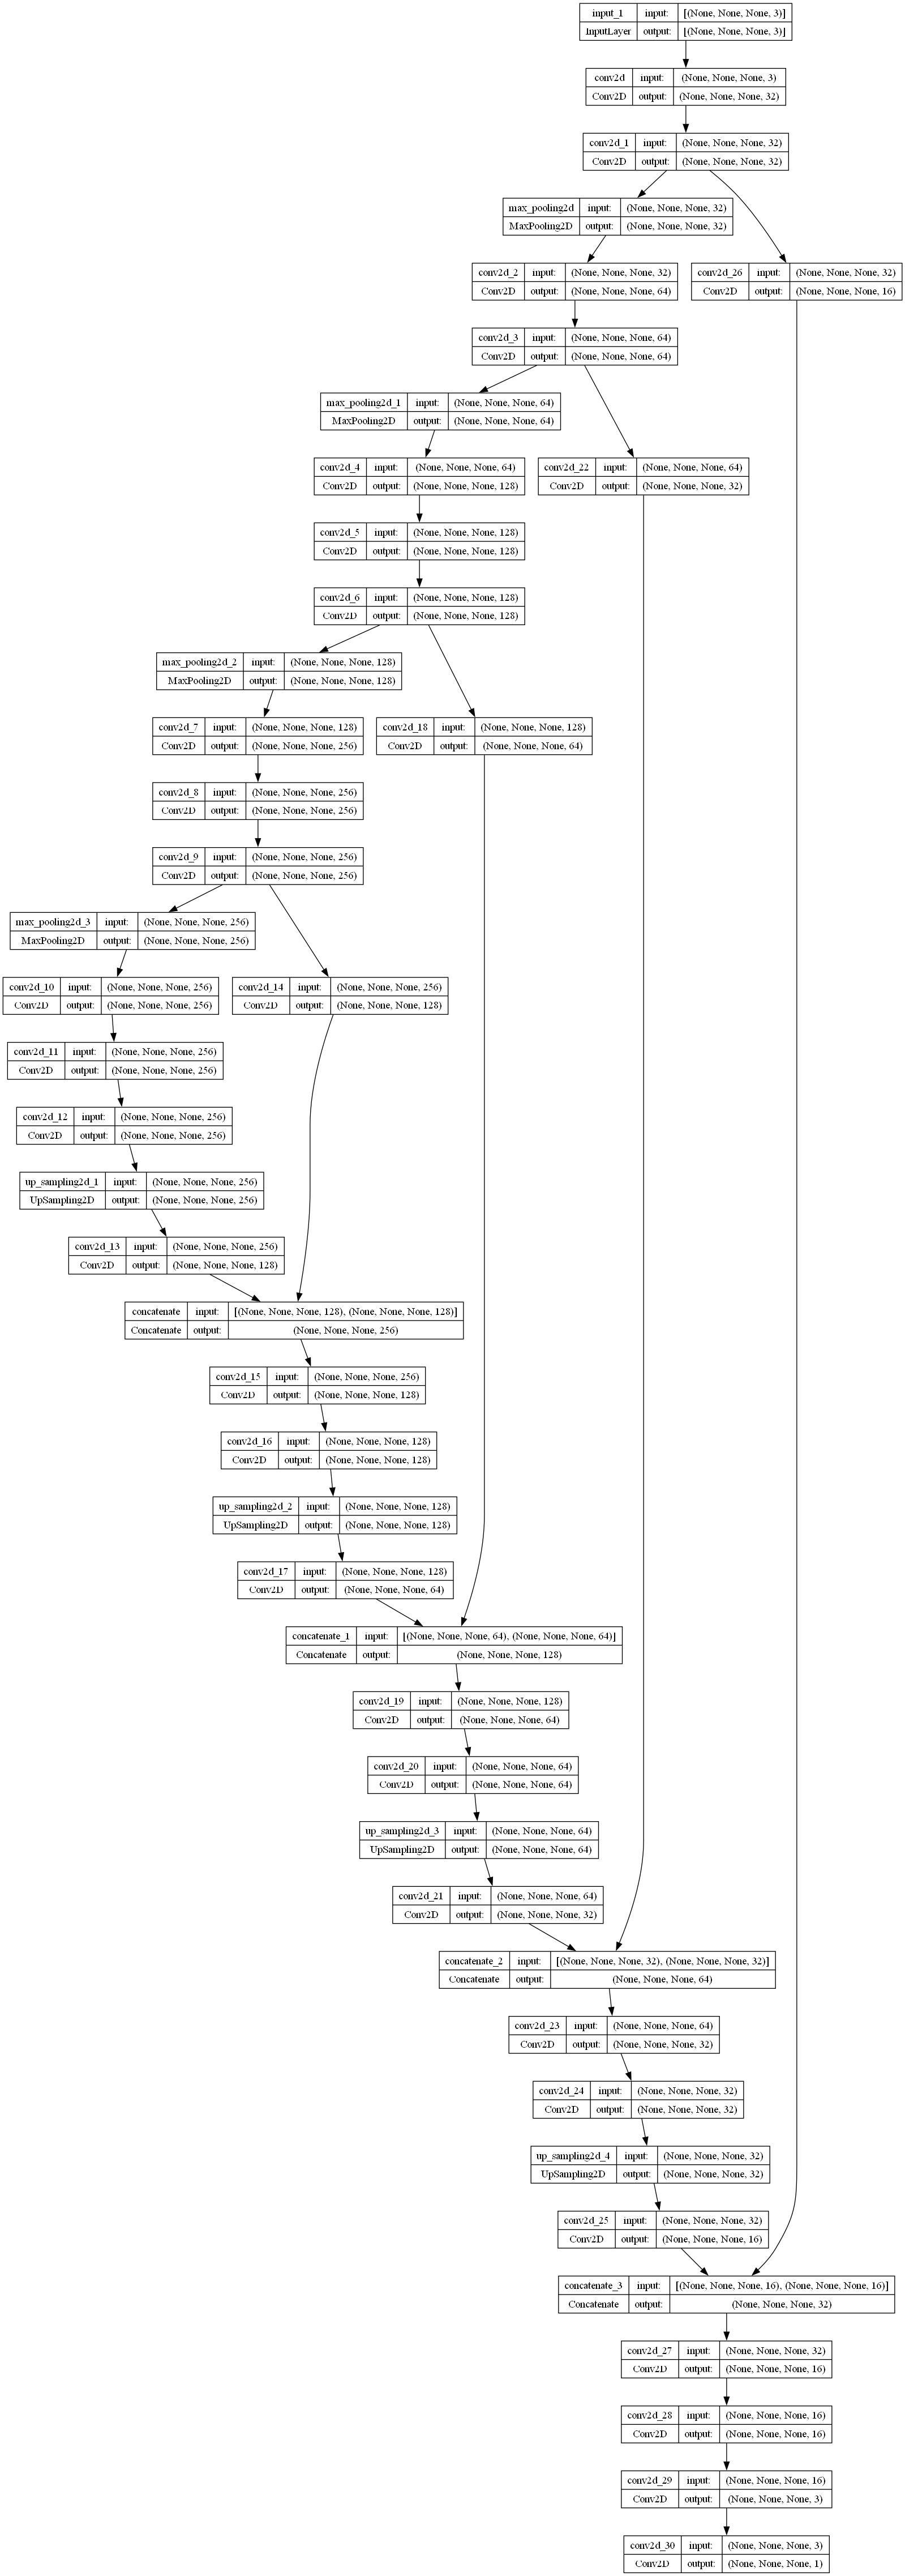 input_1 input: [(None, None, None, 3)]
InputLayer output: [(None, None, None, 3)]
conv2d input: (None, None, None, 3)
Conv2D output: (None, None, None, 32)
conv2d_1 input: (None, None, None, 32)
Conv2D output: (None, None, None, 32)
max_pooling2d input: (None, None, None, 32)
MaxPooling2D output: (None, None, None, 32)
conv2d_2 input: (None, None, None, 32)
Conv2D output: (None, None, None, 64)
conv2d_26 input: (None, None, None, 32)
Conv2D output: (None, None, None, 16)
conv2d_3 input: (None, None, None, 64)
Conv2D output: (None, None, None, 64)
max_pooling2d_1 input: (None, None, None, 64)
MaxPooling2D output: (None, None, None, 64)
conv2d_4 input: (None, None, None, 64)
Conv2D output: (None, None, None, 128)
conv2d_22 input: (None, None, None, 64)
Conv2D output: (None, None, None, 32)
conv2d_5 input: (None, None, None, 128)
Conv2D output: (None, None, None, 128)
conv2d_6 input: (None, None, None, 128)
Conv2D output: (None, None, None, 128)
max_pooling2d_2 input: (None, None, None, 128)
MaxPooling2D output: (None, None, None, 128)
conv2d_7 input: (None, None, None, 128)
Conv2D output: (None, None, None, 256)
conv2d_18 input: (None, None, None, 128)
Conv2D output: (None, None, None, 64)
conv2d_8 input: (None, None, None, 256)
Conv2D output: (None, None, None, 256)
conv2d_9 input: (None, None, None, 256)
Conv2D output: (None, None, None, 256)
max_pooling2d_3 input: (None, None, None, 256)
MaxPooling2D output: (None, None, None, 256)
conv2d_10 input: (None, None, None, 256)
Conv2D output: (None, None, None, 256)
conv2d_14 input: (None, None, None, 256)
Conv2D output: (None, None, None, 128)
conv2d_11 input: (None, None, None, 256)
Conv2D output: (None, None, None, 256)
conv2d_12 input: (None, None, None, 256)
Conv2D output: (None, None, None, 256)
up_sampling2d_1 input: (None, None, None, 256)
UpSampling2D output: (None, None, None, 256)
conv2d_13 input: (None, None, None, 256)
Conv2D output: (None, None, None, 128)
concatenate input: [(None, None, None, 128), (None, None, None, 128)]
Concatenate output: (None, None, None, 256)
conv2d_15 input: (None, None, None, 256)
Conv2D output: (None, None, None, 128)
conv2d_16 input: (None, None, None, 128)
Conv2D output: (None, None, None, 128)
up_sampling2d_2 input: (None, None, None, 128)
UpSampling2D output: (None, None, None, 128)
conv2d_17 input: (None, None, None, 128)
Conv2D output: (None, None, None, 64)
concatenate_1 input: [(None, None, None, 64), (None, None, None, 64)]
Concatenate output: (None, None, None, 128)
conv2d_19 input: (None, None, None, 128)
Conv2D output: (None, None, None, 64)
conv2d_20 input: (None, None, None, 64)
Conv2D output: (None, None, None, 64)
up_sampling2d_3 input: (None, None, None, 64)
UpSampling2D output: (None, None, None, 64)
conv2d_21 input: (None, None, None, 64)
Conv2D output: (None, None, None, 32)
concatenate_2 input: [(None, None, None, 32), (None, None, None, 32)]
Concatenate output: (None, None, None, 64)
conv2d_23 input: (None, None, None, 64)
Conv2D output: (None, None, None, 32)
conv2d_24 input: (None, None, None, 32)
Conv2D output: (None, None, None, 32)
up_sampling2d_4 input: (None, None, None, 32)
UpSampling2D output: (None, None, None, 32)
conv2d_25 input: (None, None, None, 32)
Conv2D output: (None, None, None, 16)
concatenate_3 input: [(None, None, None, 16), (None, None, None, 16)]
Concatenate output: (None, None, None, 32)
conv2d_27 input: (None, None, None, 32)
Conv2D output: (None, None, None, 16)
conv2d_28 input: (None, None, None, 16)
Conv2D output: (None, None, None, 16)
conv2d_29 input: (None, None, None, 16)
Conv2D output: (None, None, None, 3)
conv2d_30 input: (None, None, None, 3)
Conv2D output: (None, None, None, 1)